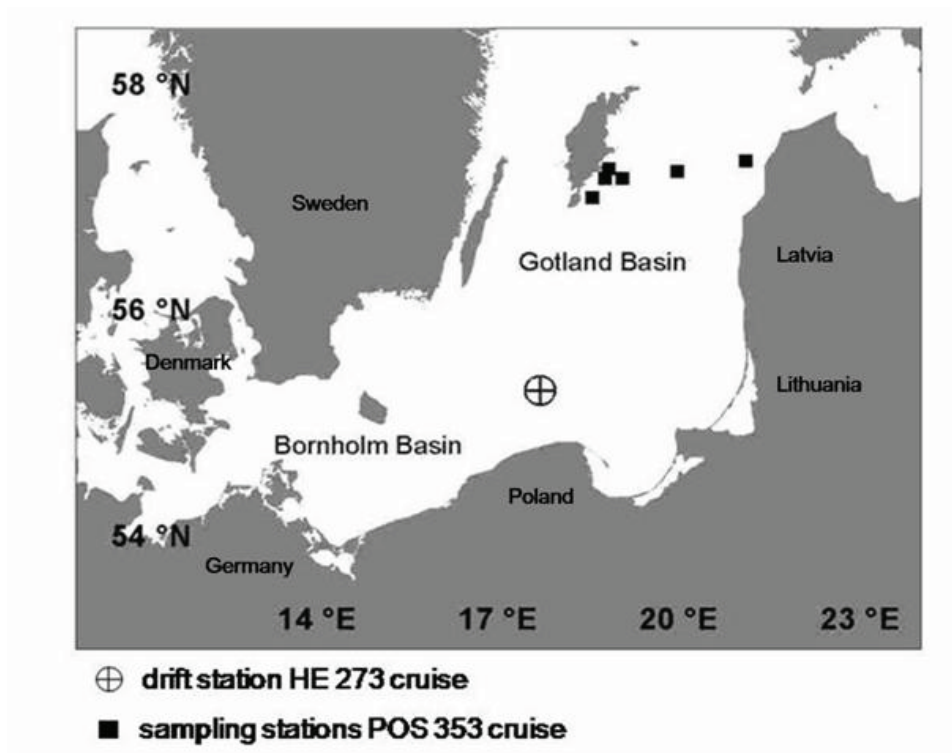 58 °N
Sweden
Gotland Basin
Latvia
56 °N
Denmark
Lithuania
Bornholm Basin
Poland
54 °N
Germany
14 °E 17 °E 20 °E 23 °E
drift station HE 273 cruise
sampling stations POS 353 cruise